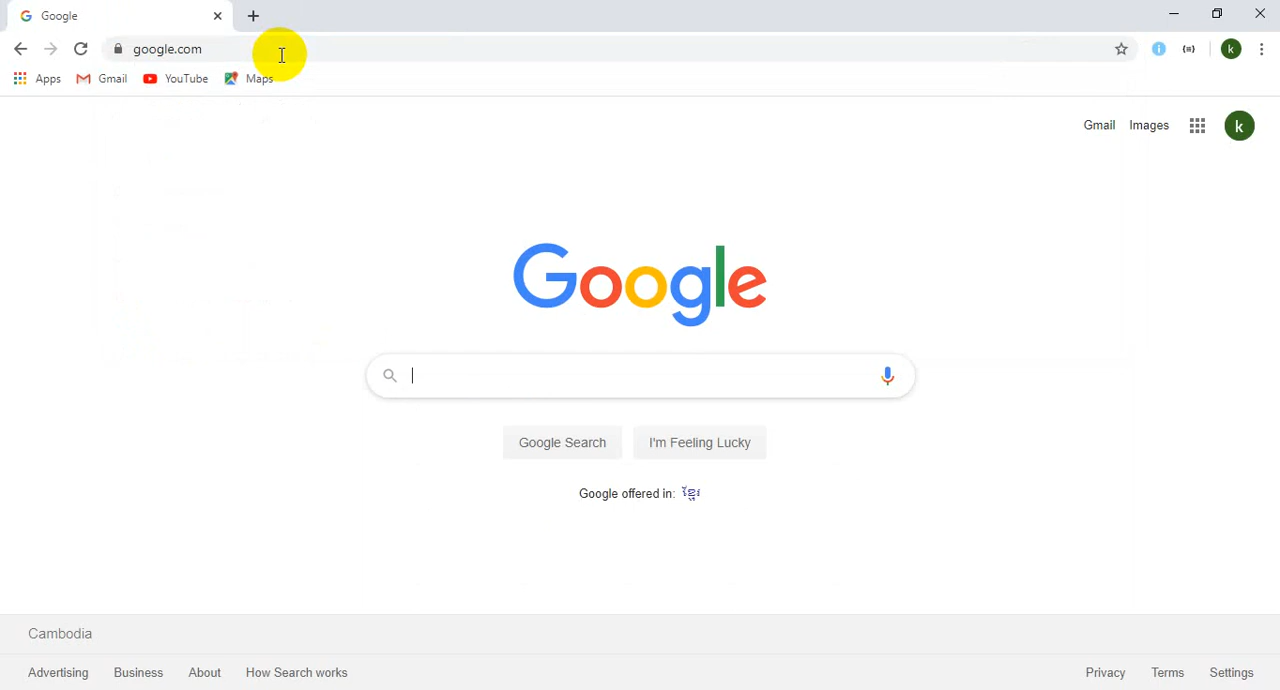 Google
google.com
Apps Gmail YouTube Maps
Gmail Images k
Google
Google Search I'm Feeling Lucky
Google offered in: ខ្មែរ
Cambodia
Advertising Business About How Search works Privacy Terms Settings